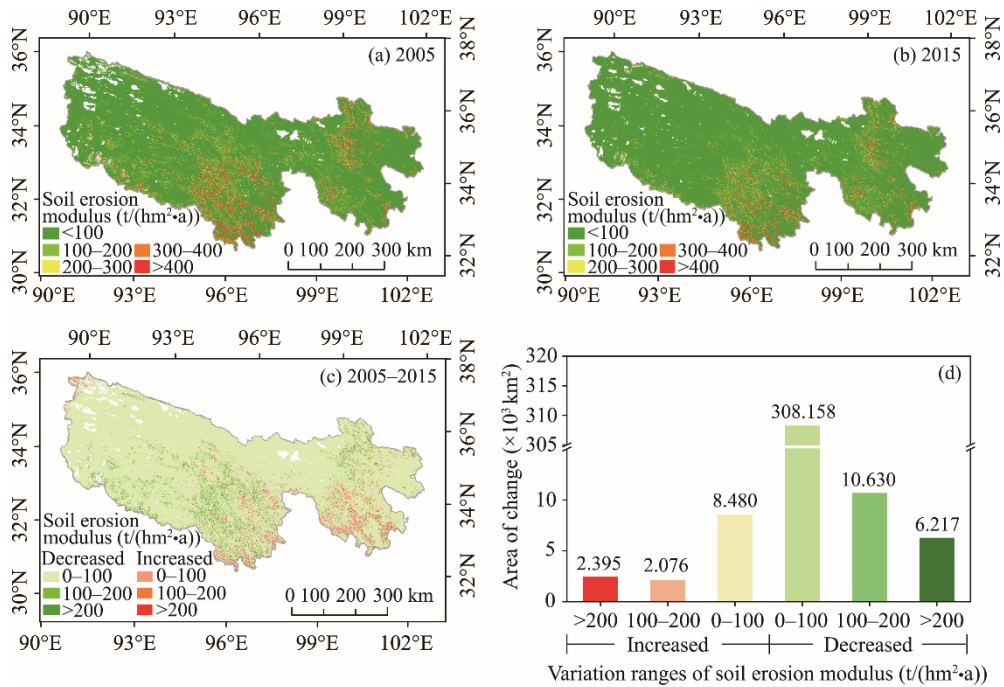 90°E 93°E 96°E 99°E 102°E
36°N 34°N 32°N 30°N
38°N 36°N 34°N 32°N
(a) 2005
Soil erosion
modulus (t/(hm²•a))
<100
100–200 300–400
200–300 >400
0 100 200 300 km
90°E 93°E 96°E 99°E 102°E
90°E 93°E 96°E 99°E 102°E
36°N 34°N 32°N 30°N
38°N 36°N 34°N 32°N
(b) 2015
Soil erosion
modulus (t/(hm²•a))
<100
100–200 300–400
200–300 >400
0 100 200 300 km
90°E 93°E 96°E 99°E 102°E
90°E 93°E 96°E 99°E 102°E
36°N 34°N 32°N 30°N
38°N 36°N 34°N 32°N
(c) 2005–2015
Soil erosion
modulus (t/(hm²•a))
Decreased Increased
0–100 0–100
100–200 100–200
>200 >200
0 100 200 300 km
90°E 93°E 96°E 99°E 102°E
(d)
Area of change (×10³ km²)
320
315
310
305
10
5
0
2.395 2.076 8.480 308.158 10.630 6.217
>200 100–200 0–100 0–100 100–200 >200
Increased Decreased
Variation ranges of soil erosion modulus (t/(hm²•a))